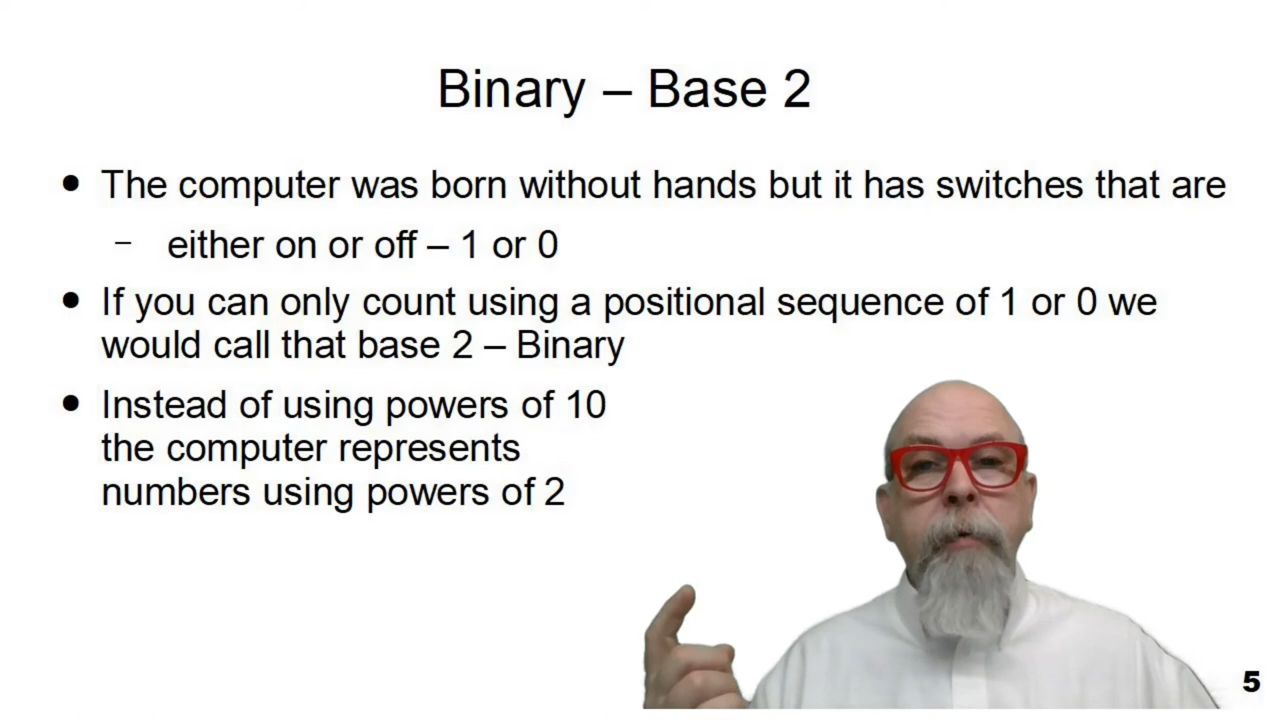 Binary – Base 2
● The computer was born without hands but it has switches that are
– either on or off – 1 or 0
● If you can only count using a positional sequence of 1 or 0 we
would call that base 2 – Binary
● Instead of using powers of 10
the computer represents
numbers using powers of 2
5